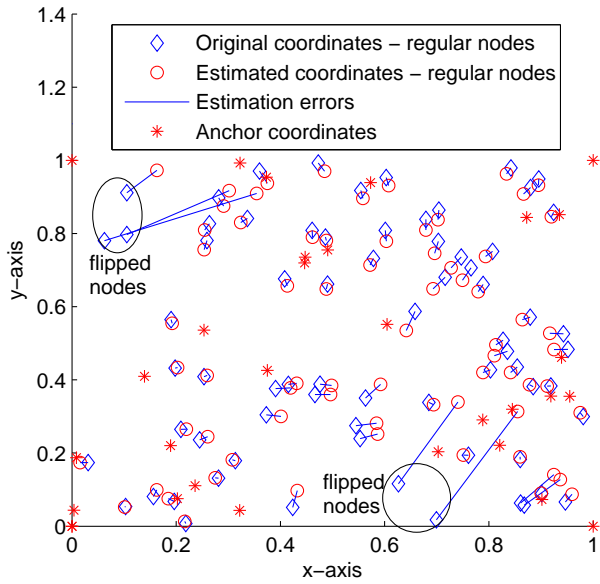 1.4
1.2
1
0.8
0.6
0.4
0.2
0
0
0.2
0.4
0.6
0.8
1
x−axis
y−axis
Original coordinates − regular nodes
Estimated coordinates − regular nodes
Estimation errors
Anchor coordinates
flipped
nodes
flipped
nodes